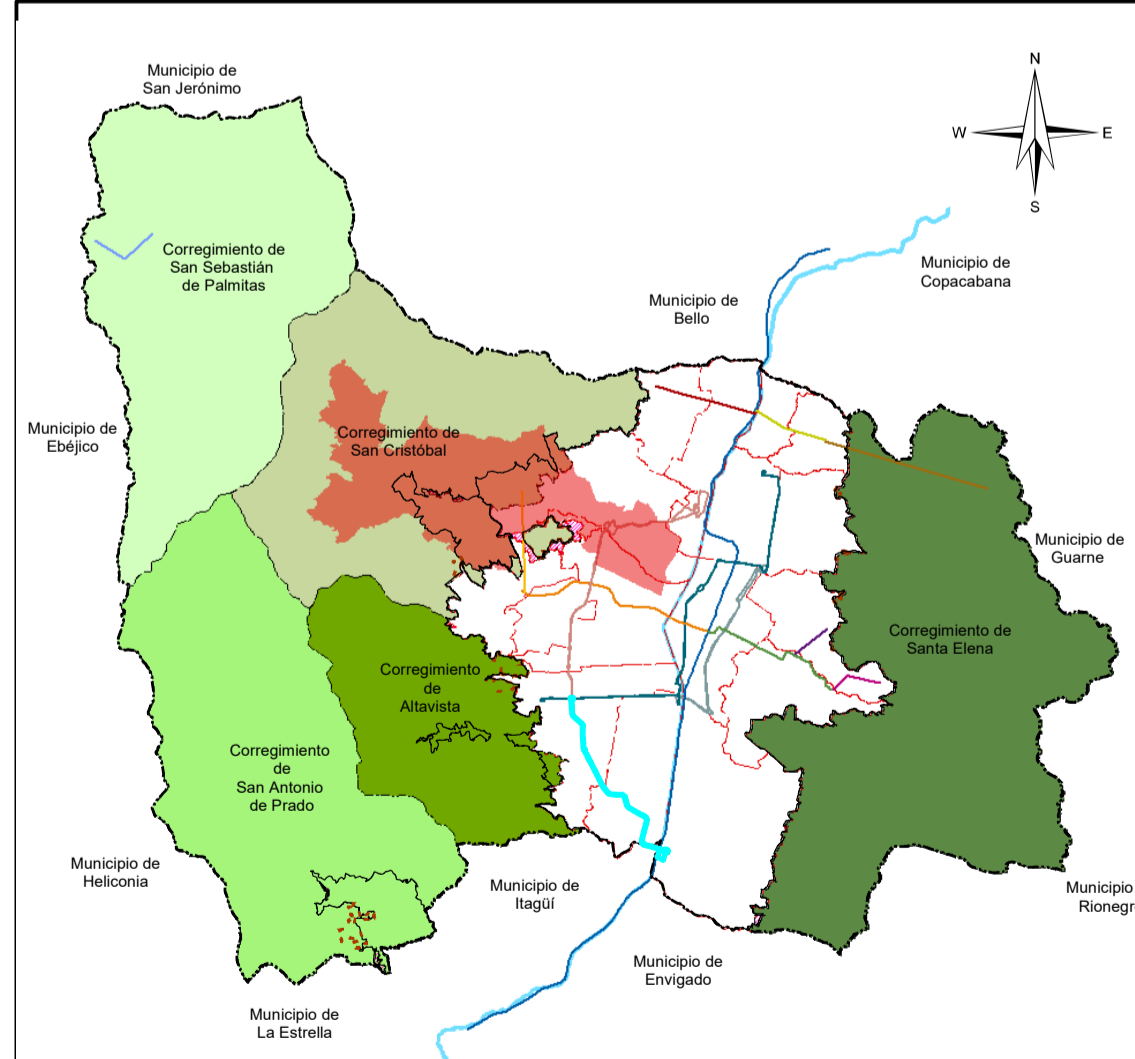 Municipio de
San Jerónimo
N
W
E
S
Corregimiento de
San Sebastián
de Palmitas
Municipio de
Copacabana
Municipio de
Bello
Municipio de
Ebéjico
Corregimiento de
San Cristóbal
Municipio de
Guarne
Corregimiento de
Santa Elena
Corregimiento
de
Altavista
Corregimiento
de
San Antonio
de Prado
Municipio de
Heliconia
Municipio de
Itagüí
Municipio
Rionegr
Municipio de
Envigado
Municipio de
La Estrella